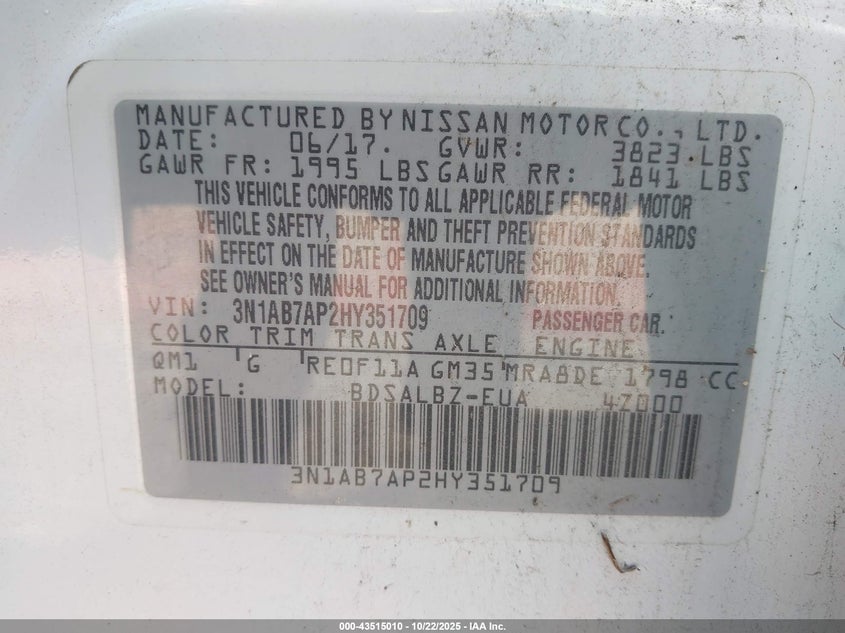 MANUFACTURED BY NISSAN MOTOR CO., LTD.
DATE: 06/17. GVWR: 3823 LBS
GAWR FR: 1995 LBS GAWR RR: 1841 LBS
THIS VEHICLE CONFORMS TO ALL APPLICABLE FEDERAL MOTOR
VEHICLE SAFETY, BUMPER AND THEFT PREVENTION STANDARDS
IN EFFECT ON THE DATE OF MANUFACTURE SHOWN ABOVE.
SEE OWNER'S MANUAL FOR ADDITIONAL INFORMATION.
VIN: 3N1AB7AP2HY351709 PASSENGER CAR.
COLOR TRIM TRANS AXLE ENGINE
QM1 G RE0F11A GM35 MRA8DE 1798 CC
MODEL: BDSALBZ-EUA 4Z000
3N1AB7AP2HY351709
000-43515010 - 10/22/2025 - IAA Inc.